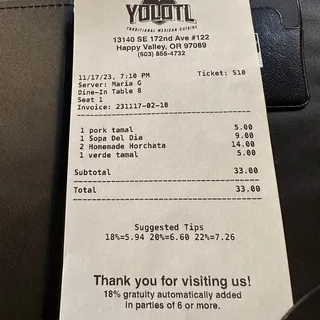 YOLOTL
TRADITIONAL MEXICAN CUISINE
13140 SE 172nd Ave #122
Happy Valley, OR 97089
(503) 856-4732
11/17/23, 7:10 PM Ticket: S10
Server: Maria G
Dine-In Table 8
Seat 1
Invoice: 231117-02-10
1 pork tamal 5.00
1 Sopa Del Dia 9.00
2 Homemade Horchata 14.00
1 verde tamal 5.00
Subtotal 33.00
Total 33.00
Suggested Tips
18%=5.94 20%=6.60 22%=7.26
Thank you for visiting us!
18% gratuity automatically added
in parties of 6 or more.